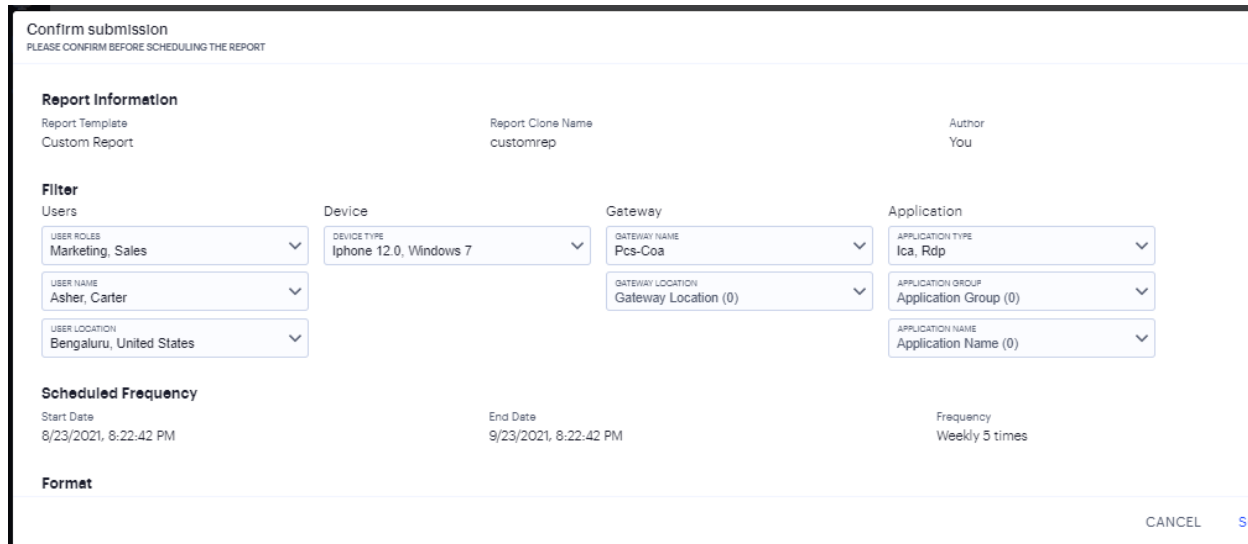 Confirm submission
PLEASE CONFIRM BEFORE SCHEDULING THE REPORT
Report Information
Report Template Report Clone Name Author
Custom Report customrep You
Filter
Users Device Gateway Application
USER ROLES DEVICE TYPE GATEWAY NAME APPLICATION TYPE
Marketing, Sales Iphone 12.0, Windows 7 Pcs-Coa Ica, Rdp
USER NAME GATEWAY LOCATION APPLICATION GROUP
Asher, Carter Gateway Location (0) Application Group (0)
USER LOCATION APPLICATION NAME
Bengaluru, United States Application Name (0)
Scheduled Frequency
Start Date End Date Frequency
8/23/2021, 8:22:42 PM 9/23/2021, 8:22:42 PM Weekly 5 times
Format
CANCEL S